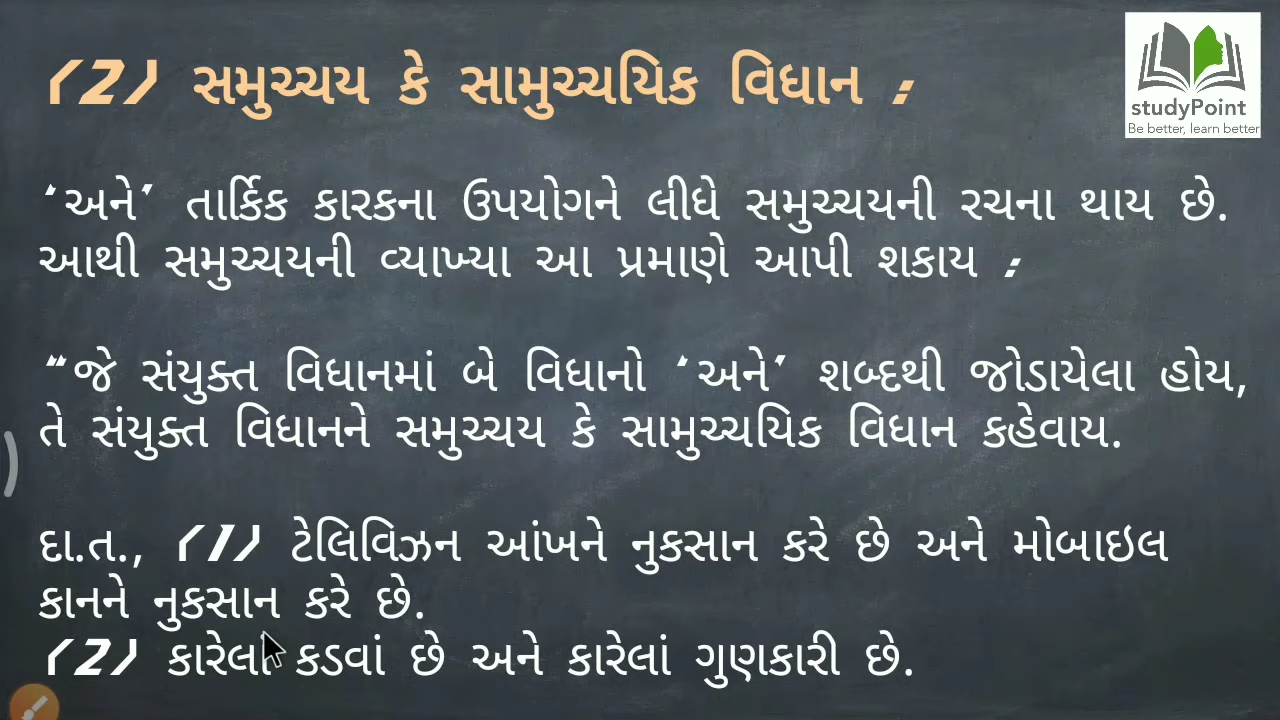 (2) સમુચ્ચય કે સામુચ્ચયિક વિધાન :
studyPoint
Be better, learn better
‘અને’ તાર્કિક કારકના ઉપયોગને લીધે સમુચ્ચયની રચના થાય છે.
આથી સમુચ્ચયની વ્યાખ્યા આ પ્રમાણે આપી શકાય :
“જે સંયુક્ત વિધાનમાં બે વિધાનો ‘અને’ શબ્દથી જોડાયેલા હોય,
તે સંયુક્ત વિધાનને સમુચ્ચય કે સામુચ્ચયિક વિધાન કહેવાય.
દા.ત., (1) ટેલિવિઝન આંખને નુકસાન કરે છે અને મોબાઇલ
કાનને નુકસાન કરે છે.
(2) કારેલાં કડવાં છે અને કારેલાં ગુણકારી છે.